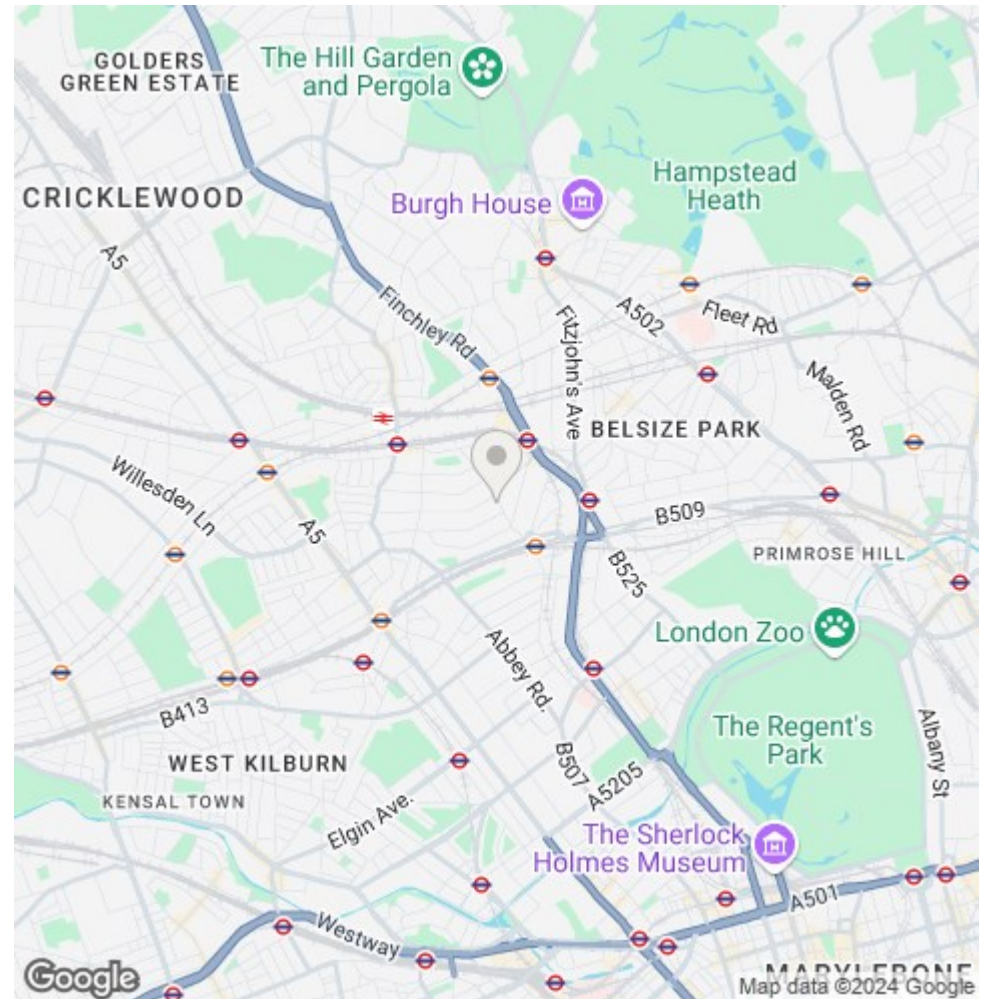 GOLDERS
GREEN ESTATE
The Hill Garden
and Pergola
CRICKLEWOOD
Burgh House
Hampstead
Heath
A5
Finchley Rd
Fitzjohn's Ave
A502
Fleet Rd
Malden Rd
BELSIZE PARK
Willesden Ln
A5
B509
PRIMROSE HILL
B525
London Zoo
Abbey Rd.
B413
The Regent's
Park
Albany St
WEST KILBURN
B507
A5205
KENSAL TOWN
Elgin Ave.
The Sherlock
Holmes Museum
A501
Westway
MARYLEBONE
Google
Map data ©2024 Google